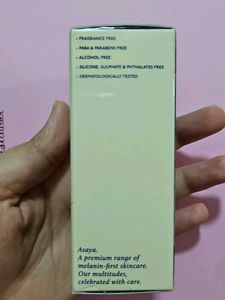 • FRAGRANCE FREE
• PABA & PARABENS FREE
• ALCOHOL FREE
• SILICONE, SULPHATE & PHTHALATES FREE
• DERMATOLOGICALLY TESTED
Asaya.
A premium range of
melanin-first skincare.
Our multitudes,
celebrated with care.